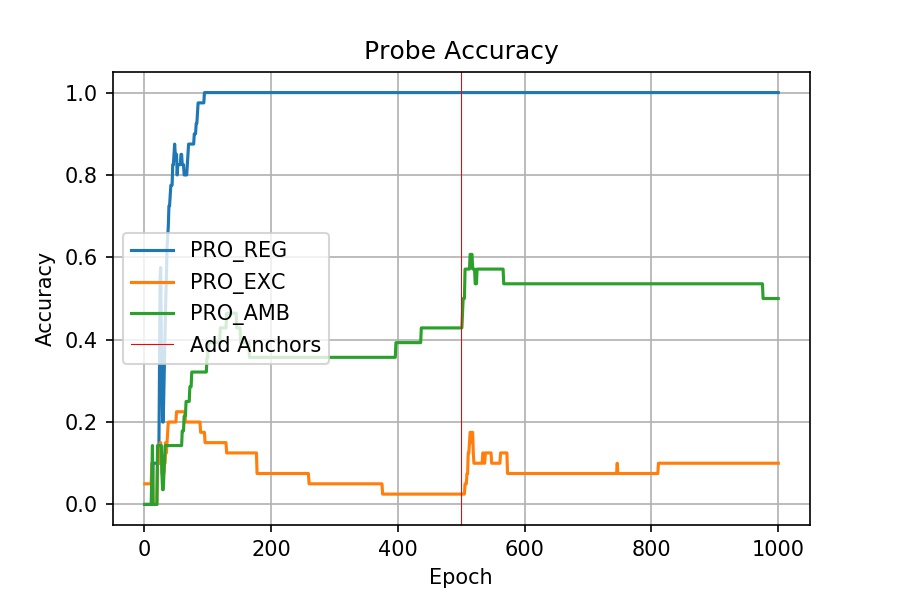 Probe Accuracy
Accuracy
1.0
0.8
0.6
0.4
0.2
0.0
PRO_REG
PRO_EXC
PRO_AMB
Add Anchors
0 200 400 600 800 1000
Epoch